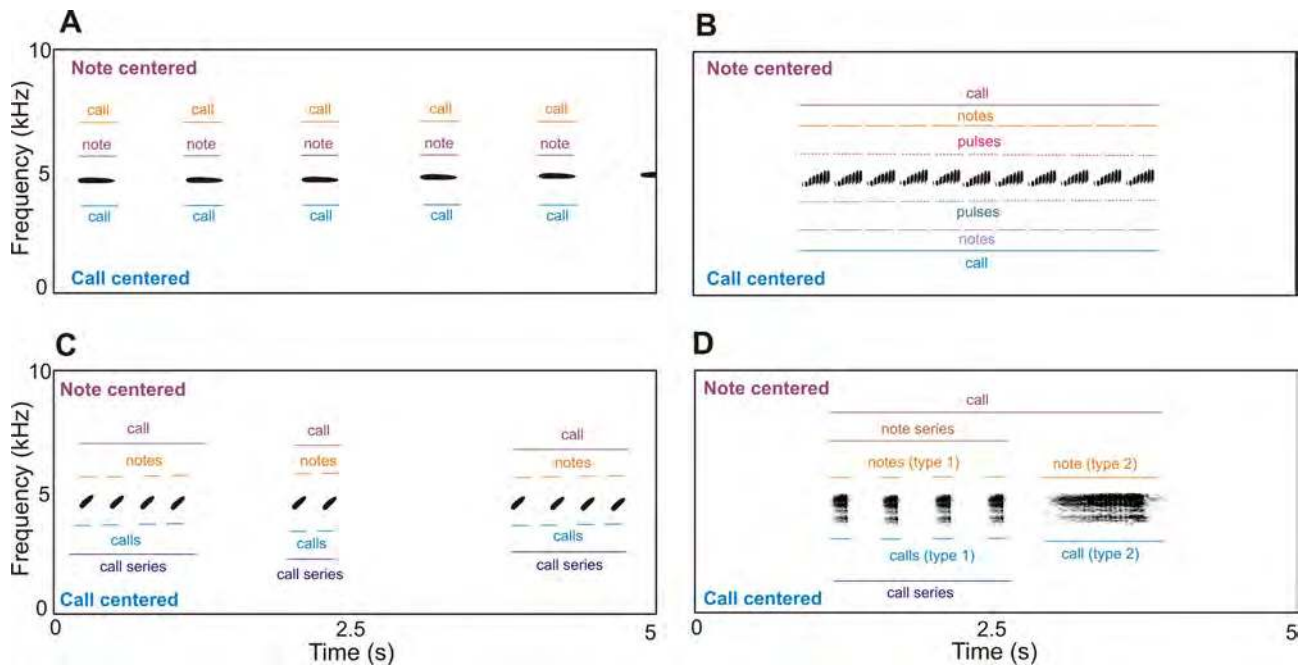 A
10
Note centered
call call call call call
note note note note note
5
call call call call call
Call centered
0
Frequency (kHz)
B
Note centered
call
notes
pulses
pulses
notes
call
Call centered
C
10
Note centered
call call call
notes notes notes
5
calls calls calls
call series call series call series
Call centered
0
Frequency (kHz)
0 2.5 5
Time (s)
D
Note centered
call
note series
notes (type 1) note (type 2)
calls (type 1) call (type 2)
call series
Call centered
0 2.5 5
Time (s)